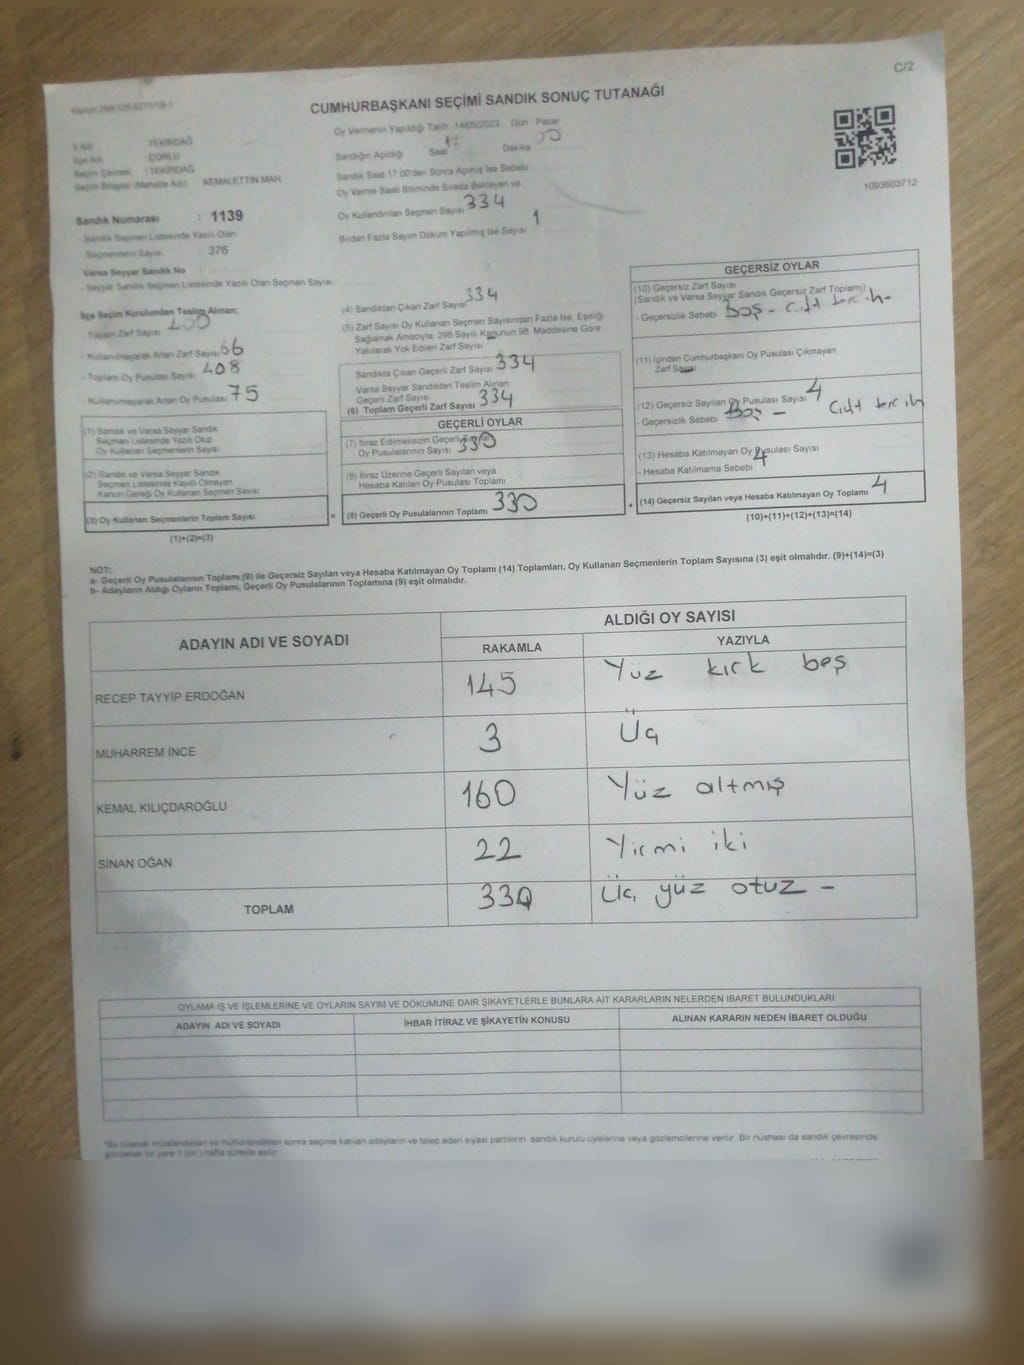 C/2
Kanun:298/105-6271/18-1
CUMHURBAŞKANI SEÇİMİ SANDIK SONUÇ TUTANAĞI
İl Adı : TEKİRDAĞ
İlçe Adı : ÇORLU
Seçim Çevresi : TEKİRDAĞ
Seçim Bölgesi (Mahalle Adı) : KEMALETTİN MAH.
Sandık Numarası : 1139
Sandık Seçmen Listesinde Yazılı Olan
Seçmenlerin Sayısı : 376
Varsa Seyyar Sandık No :
- Seyyar Sandık Seçmen Listesinde Yazılı Olan Seçmen Sayısı
Oy Vermenin Yapıldığı Tarih 14/05/2023 Gün Pazar
Sandığın Açıldığı Saat Dakika 00
Sandık Saat 17.00'den Sonra Açılmış İse Sebebi
Oy Verme Saati Bitiminde Sırada Bekleyen ve
Oy Kullandırılan Seçmen Sayısı 334
Birden Fazla Sayım Döküm Yapılmış İse Sayısı 1
1093603712
İlçe Seçim Kurulundan Teslim Alınan;
- Toplam Zarf Sayısı 400
- Kullanılmayarak Artan Zarf Sayısı 66
- Toplam Oy Pusulası Sayısı 408
- Kullanılmayarak Artan Oy Pusulası 75
(1) Sandık ve Varsa Seyyar Sandık
Seçmen Listesinde Yazılı Olup
Oy Kullanan Seçmenlerin Sayısı
(2) Sandık ve Varsa Seyyar Sandık
Seçmen Listesinde Kayıtlı Olmayan
Kanun Gereği Oy Kullanan Seçmen Sayısı
(3) Oy Kullanan Seçmenlerin Toplam Sayısı
(1)+(2)=(3)
=
(4) Sandıktan Çıkan Zarf Sayısı 334
(5) Zarf Sayısı Oy Kullanan Seçmen Sayısından Fazla İse, Eşitliği
Sağlamak Amacıyla, 298 Sayılı Kanunun 98. Maddesine Göre
Yakılarak Yok Edilen Zarf Sayısı
Sandıkta Çıkan Geçerli Zarf Sayısı 334
Varsa Seyyar Sandıktan Teslim Alınan
Geçerli Zarf Sayısı
(6) Toplam Geçerli Zarf Sayısı 334
GEÇERLİ OYLAR
(7) İtiraz Edilmeksizin Geçerli Sayılan
Oy Pusulalarının Sayısı 330
(8) İtiraz Üzerine Geçerli Sayılan veya
Hesaba Katılan Oy Pusulası Toplamı
(9) Geçerli Oy Pusulalarının Toplamı 330
+
GEÇERSİZ OYLAR
(10) Geçersiz Zarf Sayısı
(Sandık ve Varsa Seyyar Sandık Geçersiz Zarf Toplamı)
- Geçersizlik Sebebi Boş - çift tercih
(11) İçinden Cumhurbaşkanı Oy Pusulası Çıkmayan
Zarf Sayısı
(12) Geçersiz Sayılan Oy Pusulası Sayısı 4
- Geçersizlik Sebebi Boş - çift tercih
(13) Hesaba Katılmayan Oy Pusulası Sayısı
- Hesaba Katılmama Sebebi 4
(14) Geçersiz Sayılan veya Hesaba Katılmayan Oy Toplamı 4
(10)+(11)+(12)+(13)=(14)
NOT:
a- Geçerli Oy Pusulalarının Toplamı (9) ile Geçersiz Sayılan veya Hesaba Katılmayan Oy Toplamı (14) Toplamları, Oy Kullanan Seçmenlerin Toplam Sayısına (3) eşit olmalıdır. (9)+(14)=(3)
b- Adayların Aldığı Oyların Toplamı, Geçerli Oy Pusulalarının Toplamına (9) eşit olmalıdır.
ADAYIN ADI VE SOYADI ALDIĞI OY SAYISI
RAKAMLA YAZIYLA
RECEP TAYYİP ERDOĞAN 145 Yüz kırk beş
MUHARREM İNCE 3 Üç
KEMAL KILIÇDAROĞLU 160 Yüz altmış
SİNAN OĞAN 22 Yirmi iki
TOPLAM 330 Üç yüz otuz -
OYLAMA İŞ VE İŞLEMLERİNE VE OYLARIN SAYIM VE DÖKÜMÜNE DAİR ŞİKAYETLERLE BUNLARA AİT KARARLARIN NELERDEN İBARET BULUNDUKLARI
ADAYIN ADI VE SOYADI İHBAR İTİRAZ VE ŞİKAYETİN KONUSU ALINAN KARARIN NEDEN İBARET OLDUĞU
*Bu tutanak imzalandıktan ve mühürlendikten sonra seçime katılan adayların ve talep eden siyasi partilerin sandık kurulu üyelerine veya gözlemcilerine verilir. Bir nüshası da sandık çevresinde
görülecek bir yere 1 (bir) hafta süreyle asılır.